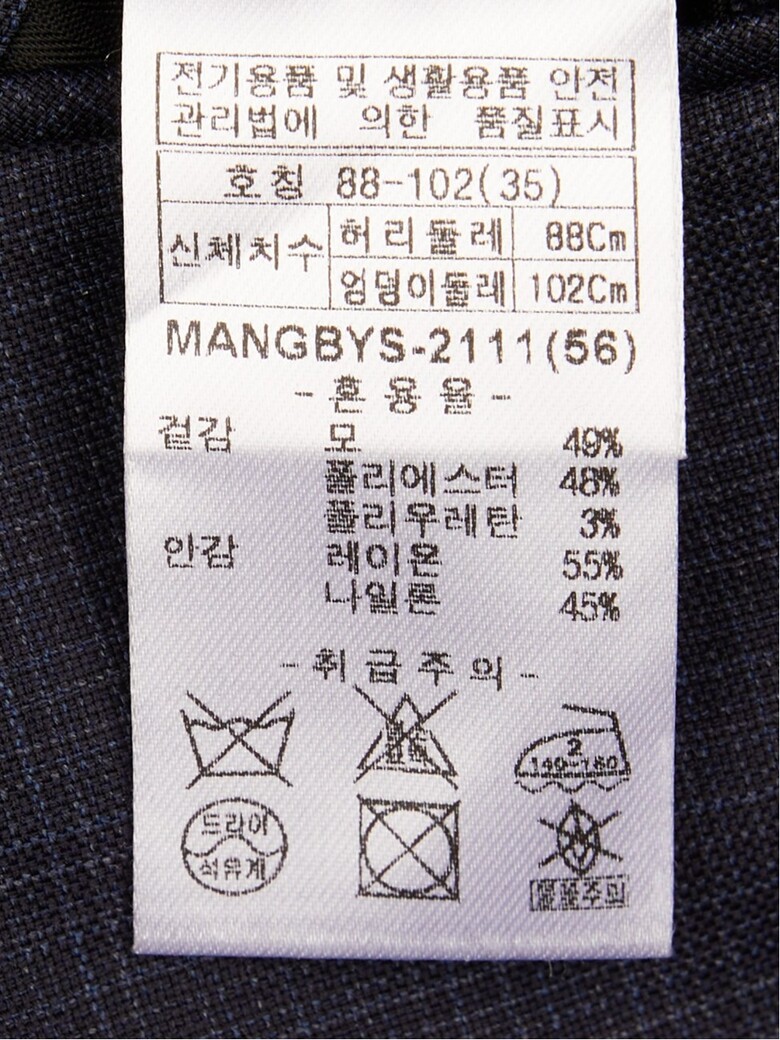 전기용품 및 생활용품 안전
관리법에 의한 품질표시
호칭 88-102(35)
신체치수 허리둘레 88Cm
엉덩이둘레 102Cm
MANGBYS-2111(56)
-혼용율-
겉감 모 49%
폴리에스터 48%
폴리우레탄 3%
안감 레이온 55%
나일론 45%
-취급주의-
2
140~160
드라이
석유계